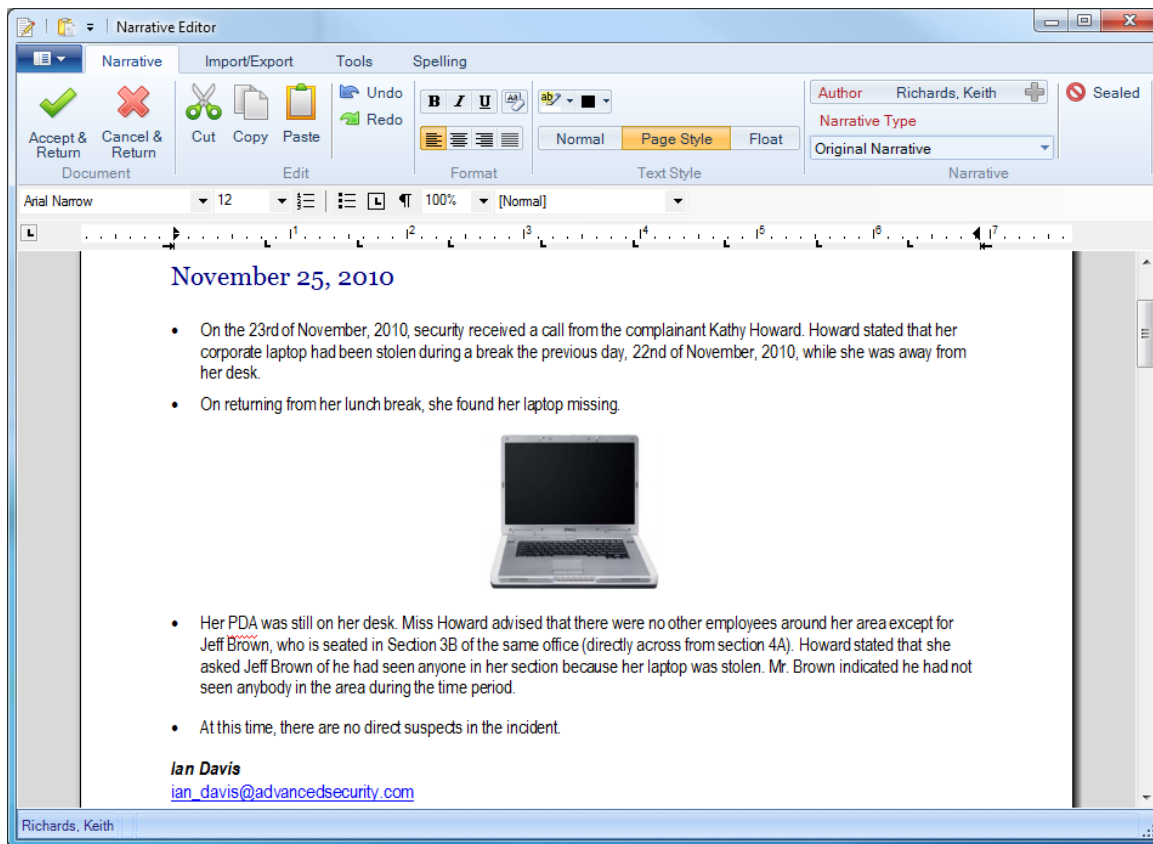 Narrative Editor
Narrative Import/Export Tools Spelling
Accept & Return
Cancel & Return
Cut Copy Paste
Undo
Redo
B I U
Normal Page Style Float
Author Richards, Keith
Narrative Type
Original Narrative
Sealed
Document Edit Format Text Style Narrative
Arial Narrow 12 100% [Normal]
L 1 2 3 4 5 6 7
November 25, 2010
• On the 23rd of November, 2010, security received a call from the complainant Kathy Howard. Howard stated that her
corporate laptop had been stolen during a break the previous day, 22nd of November, 2010, while she was away from
her desk.
• On returning from her lunch break, she found her laptop missing.
DELL
• Her PDA was still on her desk. Miss Howard advised that there were no other employees around her area except for
Jeff Brown, who is seated in Section 3B of the same office (directly across from section 4A). Howard stated that she
asked Jeff Brown of he had seen anyone in her section because her laptop was stolen. Mr. Brown indicated he had not
seen anybody in the area during the time period.
• At this time, there are no direct suspects in the incident.
Ian Davis
ian_davis@advancedsecurity.com
Richards, Keith